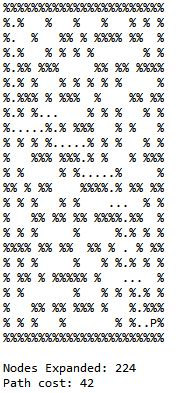 %%%%%%%%%%%%%%%%%%%%%%%
%.%   %   %   %   % % %
%.  %   %% % %%%% %%  %
%.%   % % % %       % %
%.%% %%%     %% %% %%%%
%.% %   % % % % %     %
%.%%% % %%%  %    %% %%
%.% %...    % % %   % %
%.....%.% %%%   % %   %
% % % %.....% % %   % %
%   %%% %%%.% %   % %%%
% %     % %......%     %
%% % %%    %%%%.% %% %%
% % %   % %    ...  % %
%   %% %% %% %%%%.%%  %
% % %     %     %.% % %
%%%% %% %%  %% % . % %%
% % %     % %   %.% % %
% %% % %%%%% %   ...  %
% %     %     % % %.% %
%   %% %% %%% %    %.%%
% % %   %       % %..P%
%%%%%%%%%%%%%%%%%%%%%%%
Nodes Expanded: 224
Path cost: 42